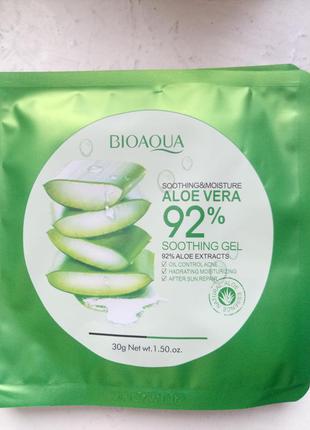 BIOAQUA
SOOTHING&MOISTURE
ALOE VERA
92%
SOOTHING GEL
92% ALOE EXTRACTS
OIL CONTROL ACNE
HADRATING MOISTURIZING
AFTER SUN REPAIR
30g Net wt.1.50.oz.